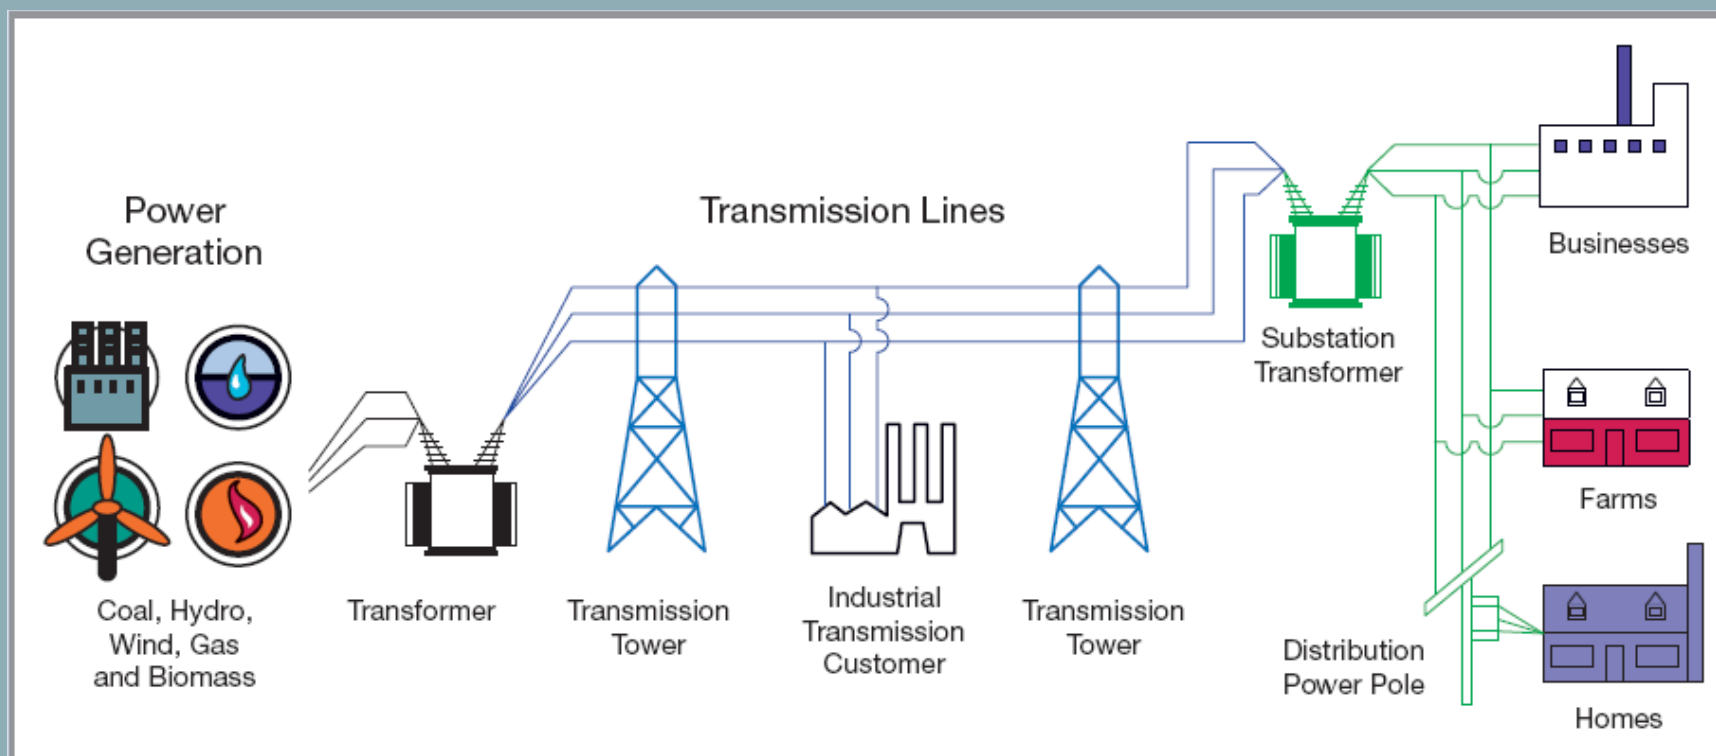 Power
Generation
Coal, Hydro,
Wind, Gas
and Biomass
Transformer
Transmission Lines
Transmission
Tower
Industrial
Transmission
Customer
Transmission
Tower
Substation
Transformer
Distribution
Power Pole
Businesses
Farms
Homes